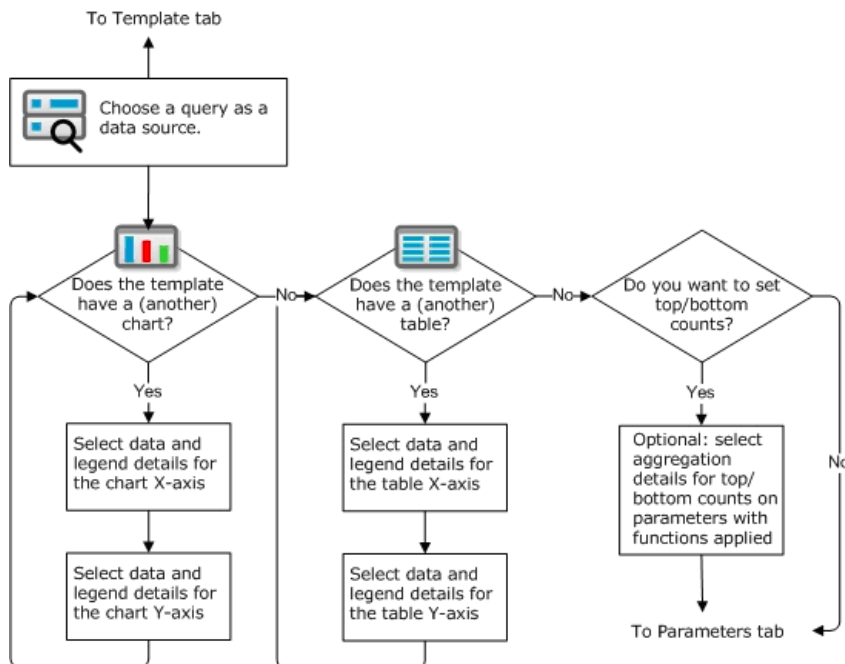 To Template tab
Choose a query as a
data source.
Does the template
have a (another)
chart?
No
Does the template
have a (another)
table?
No
Do you want to set
top/bottom
counts?
Yes
Yes
Yes
Select data and
legend details for
the chart X-axis
Select data and
legend details for
the table X-axis
Optional: select
aggregation
details for top/
bottom counts on
parameters with
functions applied
No
Select data and
legend details for
the chart Y-axis
Select data and
legend details for
the table Y-axis
To Parameters tab